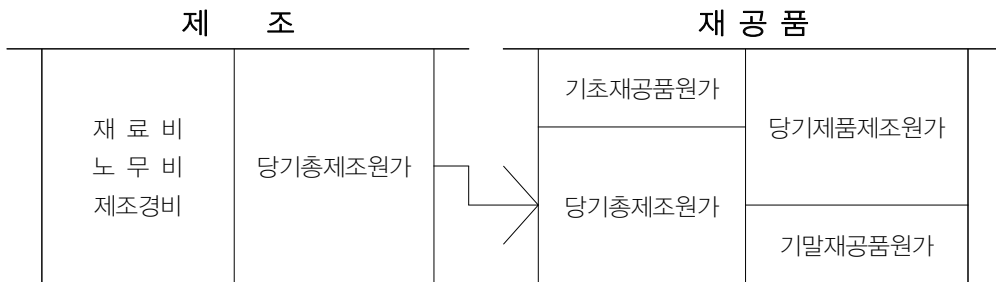 제 조
재 료 비
노 무 비
제조경비
당기총제조원가
재 공 품
기초재공품원가
당기총제조원가
당기제품제조원가
기말재공품원가